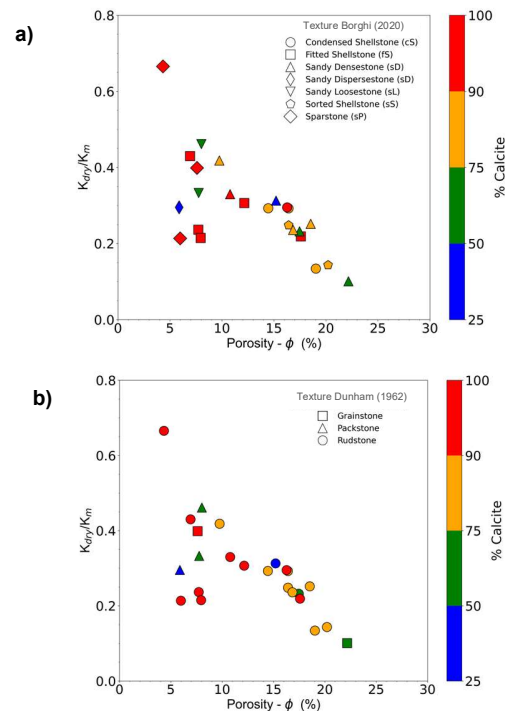 a)
Texture Borghi (2020)
Condensed Shellstone (cS)
Fitted Shellstone (fS)
Sandy Densestone (sD)
Sandy Dispersestone (sD)
Sandy Loosestone (sL)
Sorted Shellstone (sS)
Sparstone (sP)
0.8
0.6
0.4
0.2
0.0
K_dry/K_m
0 5 10 15 20 25 30
Porosity - ϕ (%)
100
90
75
50
25
% Calcite
b)
Texture Dunham (1962)
Grainstone
Packstone
Rudstone
0.8
0.6
0.4
0.2
0.0
K_dry/K_m
0 5 10 15 20 25 30
Porosity - ϕ (%)
100
90
75
50
25
% Calcite